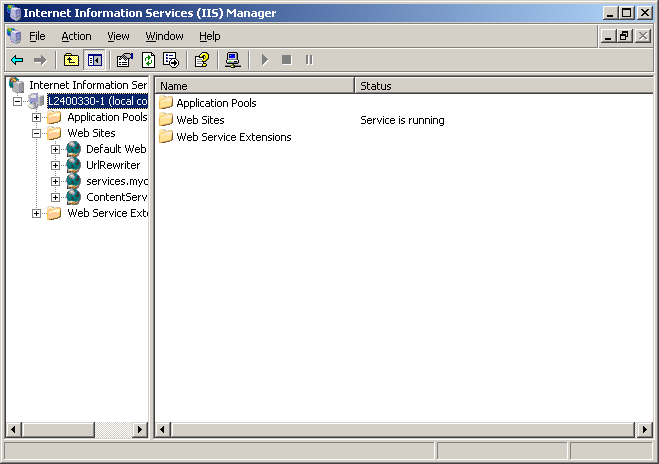 Internet Information Services (IIS) Manager
File Action View Window Help
Internet Information Ser
L2400330-1 (local co
Application Pools
Web Sites
Default Web
UrlRewriter
services.myc
ContentServ
Web Service Exte
Name Status
Application Pools
Web Sites Service is running
Web Service Extensions